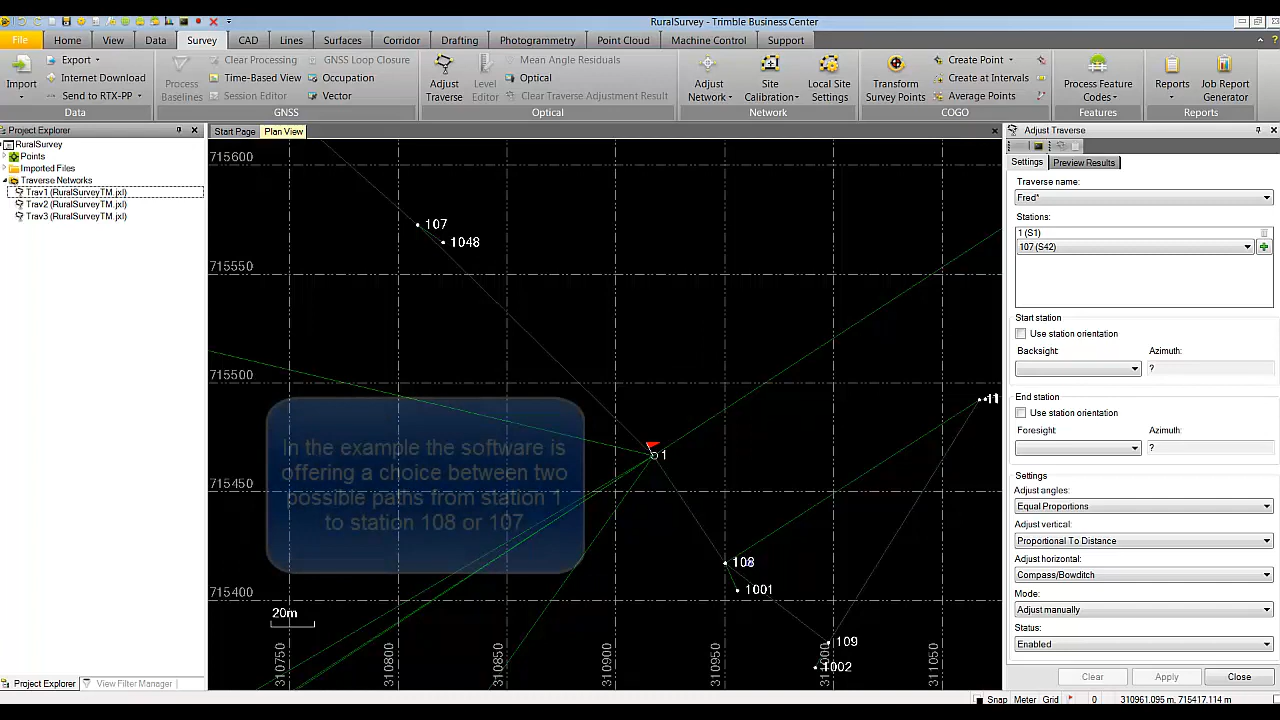 RuralSurvey - Trimble Business Center
File Home View Data Survey CAD Lines Surfaces Corridor Drafting Photogrammetry Point Cloud Machine Control Support
Import
Export
Internet Download
Send to RTX-PP
Data
Process Baselines
Clear Processing
Time-Based View
Session Editor
GNSS Loop Closure
Occupation
Vector
GNSS
Adjust Traverse
Level Editor
Mean Angle Residuals
Optical
Clear Traverse Adjustment Result
Optical
Adjust Network
Site Calibration
Local Site Settings
Network
Transform Survey Points
Create Point
Create at Intervals
Average Points
COGO
Process Feature Codes
Features
Reports
Job Report Generator
Reports
Project Explorer
RuralSurvey
Points
Imported Files
Traverse Networks
Trav1 (RuralSurveyTM.jxl)
Trav2 (RuralSurveyTM.jxl)
Trav3 (RuralSurveyTM.jxl)
Project Explorer
View Filter Manager
Start Page
Plan View
715600
107
1048
715550
715500
11
In the example the software is
offering a choice between two
possible paths from station 1
to station 108 or 107
1
715450
108
715400
1001
20m
109
1002
310750
310800
310850
310900
310950
311000
311050
Adjust Traverse
Settings
Preview Results
Traverse name:
Fred*
Stations:
1 (S1)
107 (S42)
Start station
Use station orientation
Backsight:
Azimuth:
?
End station
Use station orientation
Foresight:
Azimuth:
?
Settings
Adjust angles:
Equal Proportions
Adjust vertical:
Proportional To Distance
Adjust horizontal:
Compass/Bowditch
Mode:
Adjust manually
Status:
Enabled
Clear
Apply
Close
Snap Meter Grid 0 310961.095 m, 715417.114 m